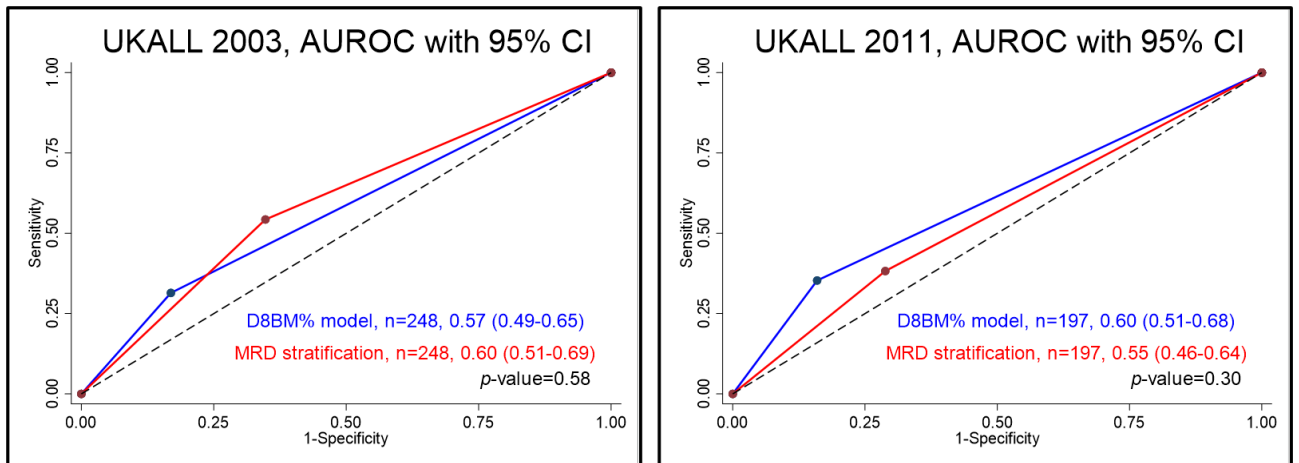 UKALL 2003, AUROC with 95% CI
1.00
0.75
0.50
0.25
0.00
Sensitivity
D8BM% model, n=248, 0.57 (0.49-0.65)
MRD stratification, n=248, 0.60 (0.51-0.69)
p-value=0.58
0.00 0.25 0.50 0.75 1.00
1-Specificity
UKALL 2011, AUROC with 95% CI
1.00
0.75
0.50
0.25
0.00
Sensitivity
D8BM% model, n=197, 0.60 (0.51-0.68)
MRD stratification, n=197, 0.55 (0.46-0.64)
p-value=0.30
0.00 0.25 0.50 0.75 1.00
1-Specificity